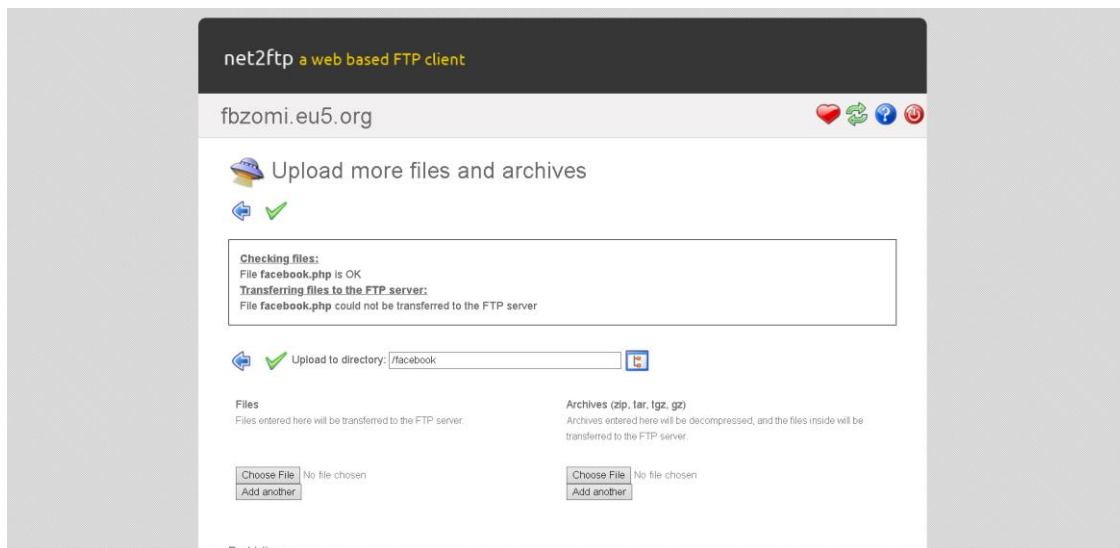 net2ftp a web based FTP client
fbzomi.eu5.org
Upload more files and archives
Checking files:
File facebook.php is OK
Transferring files to the FTP server:
File facebook.php could not be transferred to the FTP server
Upload to directory: /facebook
Files
Files entered here will be transferred to the FTP server.
Choose File No file chosen
Add another
Archives (zip, tar, tgz, gz)
Archives entered here will be decompressed, and the files inside will be
transferred to the FTP server.
Choose File No file chosen
Add another